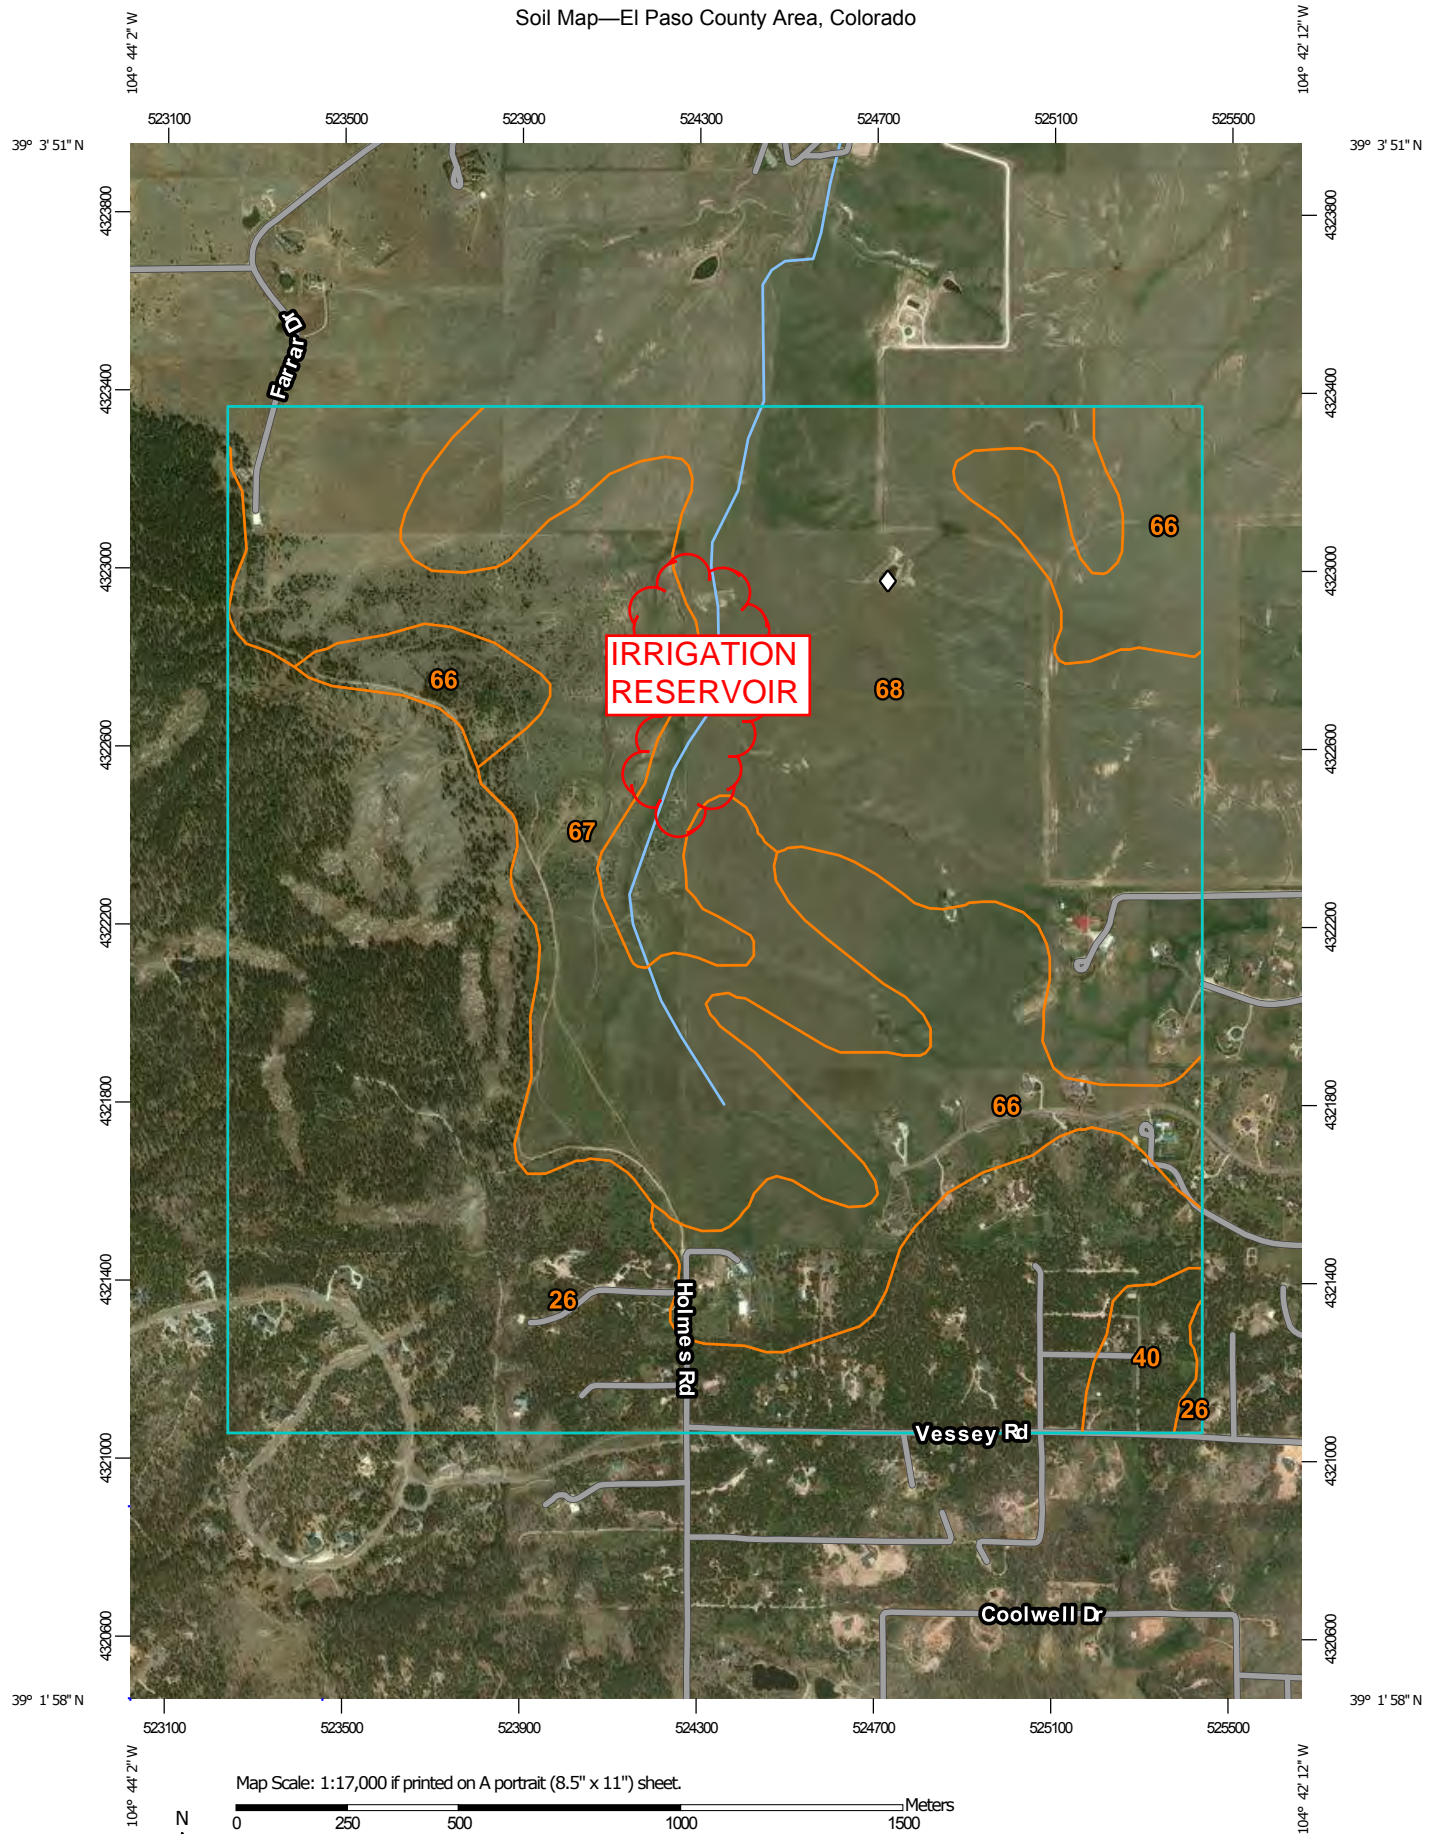 Soil Map—El Paso County Area, Colorado
104° 44' 2" W
104° 42' 12" W
523100 523500 523900 524300 524700 525100 525500
39° 3' 51" N
39° 3' 51" N
4323800
4323800
Farrar Dr
4323400
4323400
66
4323000
4323000
IRRIGATION
RESERVOIR
66
68
4322600
4322600
67
4322200
4322200
4321800
4321800
66
4321400
4321400
26
Holmes Rd
40
26
Vessey Rd
4321000
4321000
Coolwell Dr
4320600
4320600
39° 1' 58" N
39° 1' 58" N
523100 523500 523900 524300 524700 525100 525500
104° 44' 2" W
104° 42' 12" W
Map Scale: 1:17,000 if printed on A portrait (8.5" x 11") sheet.
Meters
N
0 250 500 1000 1500